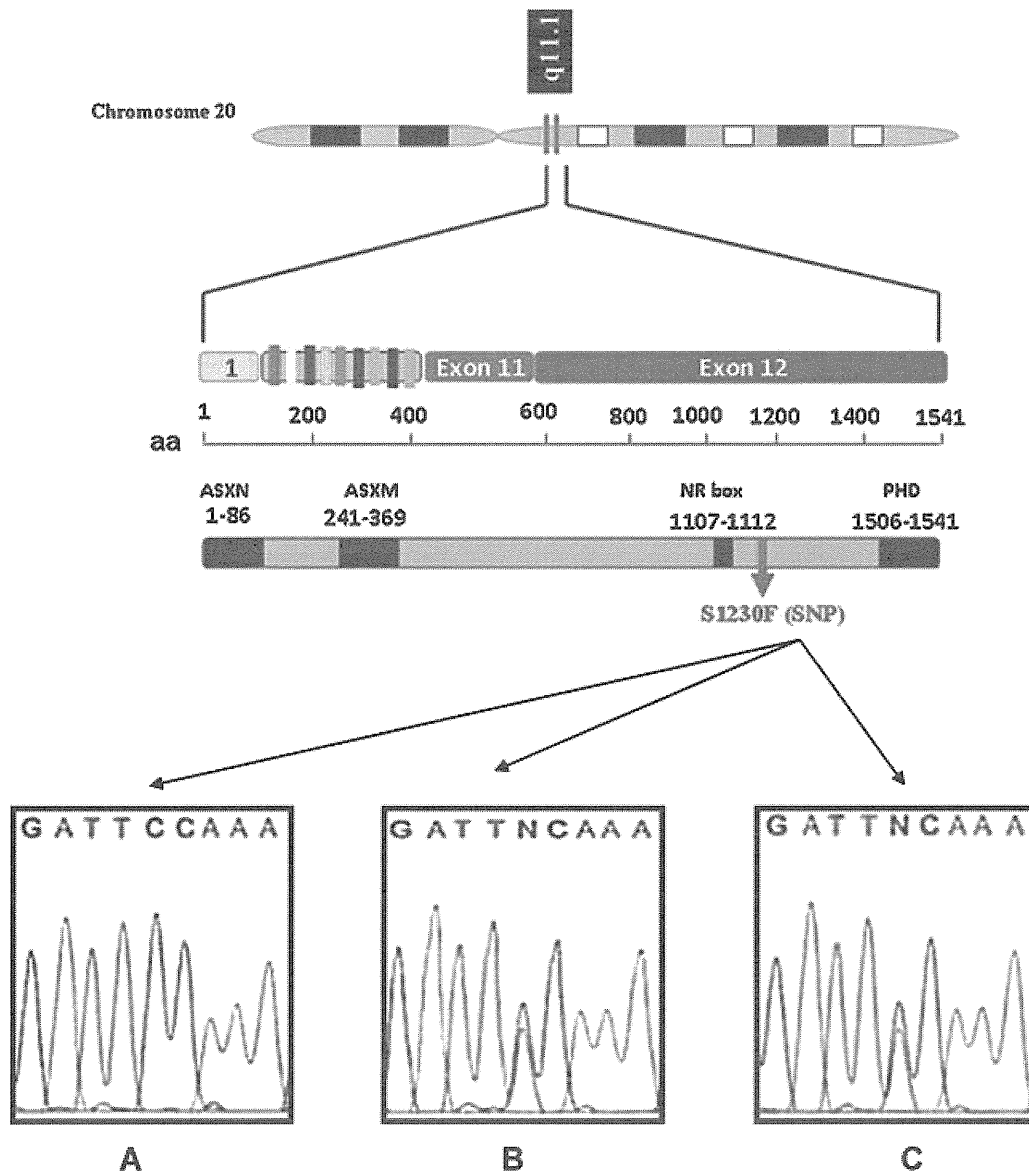 q11.1
Chromosome 20
1 Exon 11 Exon 12
1 200 400 600 800 1000 1200 1400 1541
aa
ASXN ASXM NR box PHD
1-86 241-369 1107-1112 1506-1541
S1230F (SNP)
G A T T C C A A A G A T T N C A A A G A T T N C A A A
A B C